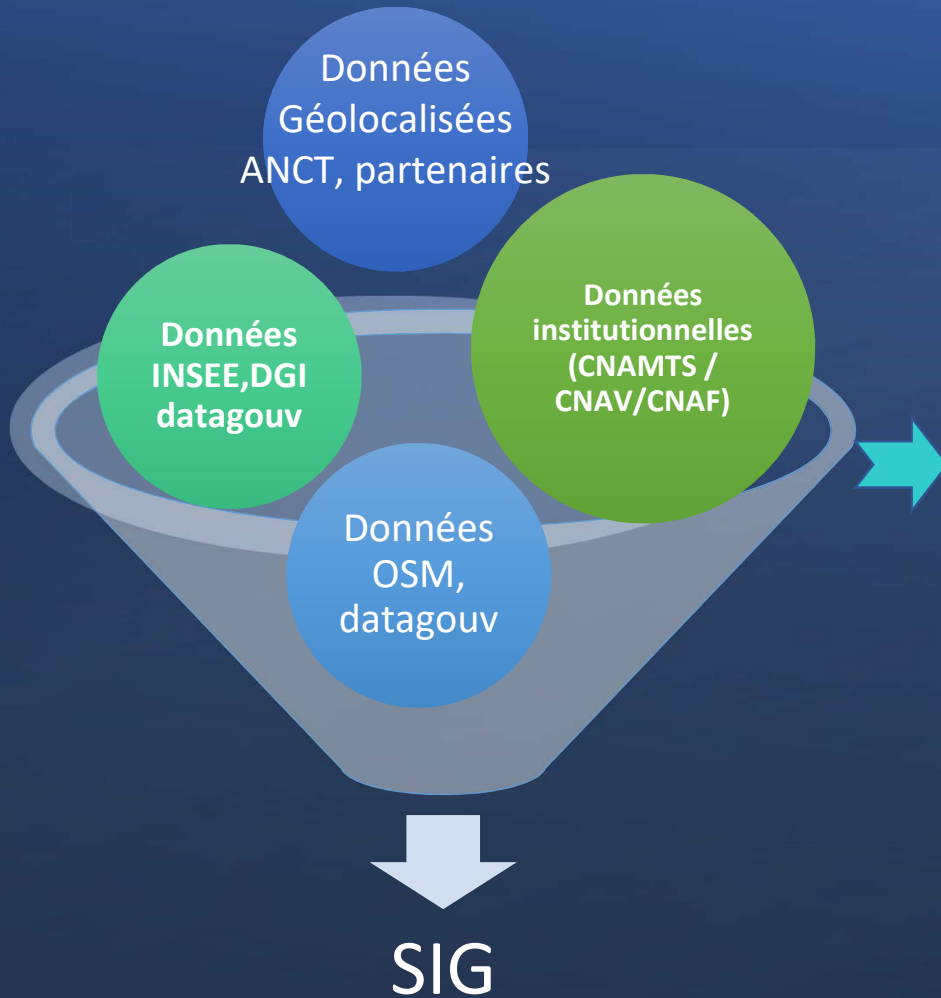 Données
Géolocalisées
ANCT, partenaires
Données
INSEE,DGI
datagouv
Données
institutionnelles
(CNAMTS /
CNAV/CNAF)
Données
OSM,
datagouv
SIG